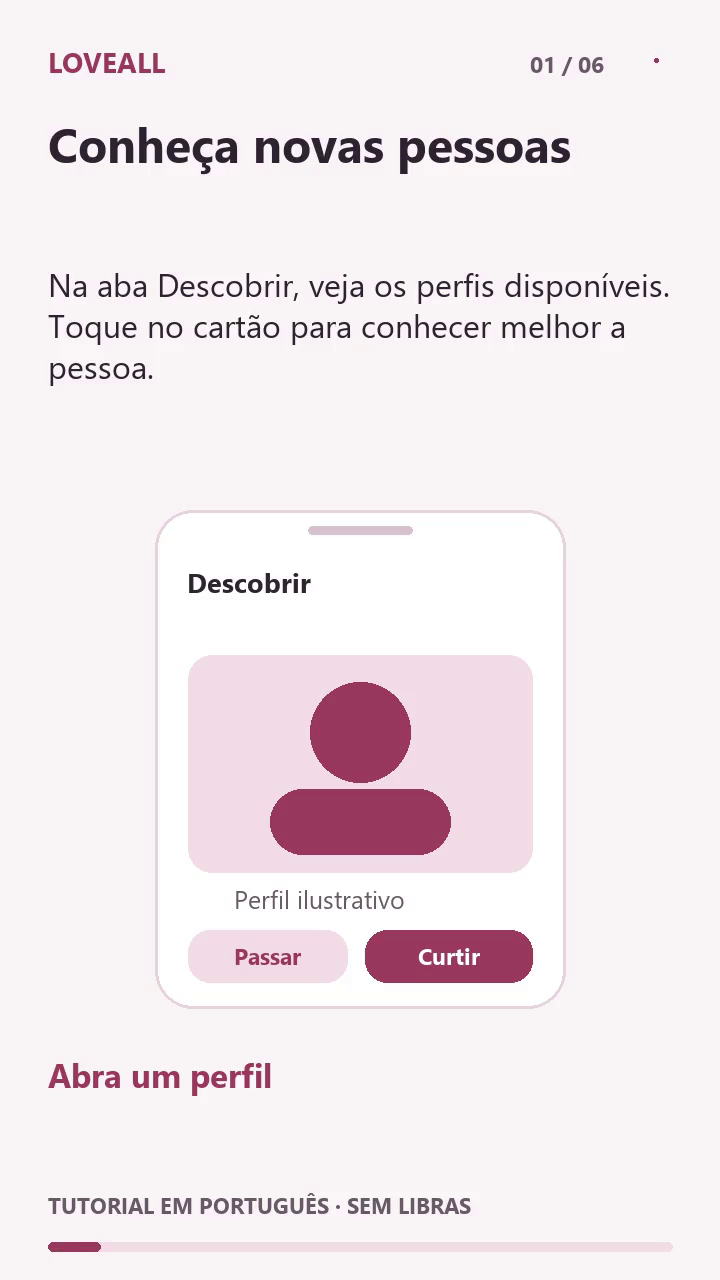 LOVEALL
01 / 06
Conheça novas pessoas
Na aba Descobrir, veja os perfis disponíveis.
Toque no cartão para conhecer melhor a
pessoa.
Descobrir
Perfil ilustrativo
Passar
Curtir
Abra um perfil
TUTORIAL EM PORTUGUÊS · SEM LIBRAS